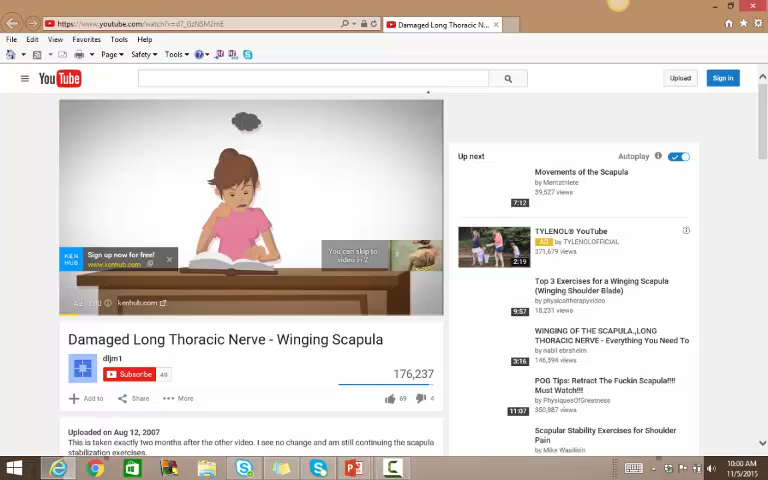 https://www.youtube.com/watch?v=d7_GzNSM2mE
Damaged Long Thoracic N...
File Edit View Favorites Tools Help
Page Safety Tools
YouTube
Upload
Sign in
Up next
Autoplay
Movements of the Scapula
by Mentathlete
39,527 views
7:12
TYLENOL® YouTube
AD by TYLENOLOFFICIAL
371,679 views
2:19
Top 3 Exercises for a Winging Scapula
(Winging Shoulder Blade)
by physicaltherapyvideo
18,231 views
9:57
WINGING OF THE SCAPULA,LONG
THORACIC NERVE - Everything You Need To
by nabil ebraheim
146,394 views
3:16
POG Tips: Retract The Fuckin Scapula!!!!
Must Watch!!!
by PhysiquesOfGreatness
350,887 views
11:07
Scapular Stability Exercises for Shoulder
Pain
by Mike Wasilisin
KEN
HUB
Sign up now for free!
www.kenhub.com
You can skip to
video in 2
kenhub.com
Damaged Long Thoracic Nerve - Winging Scapula
dljm1
Subscribe 49
176,237
Add to Share More
69 4
Uploaded on Aug 12, 2007
This is taken exactly two months after the other video. I see no change and am still continuing the scapula
stabilization exercises.
10:00 AM
11/5/2015